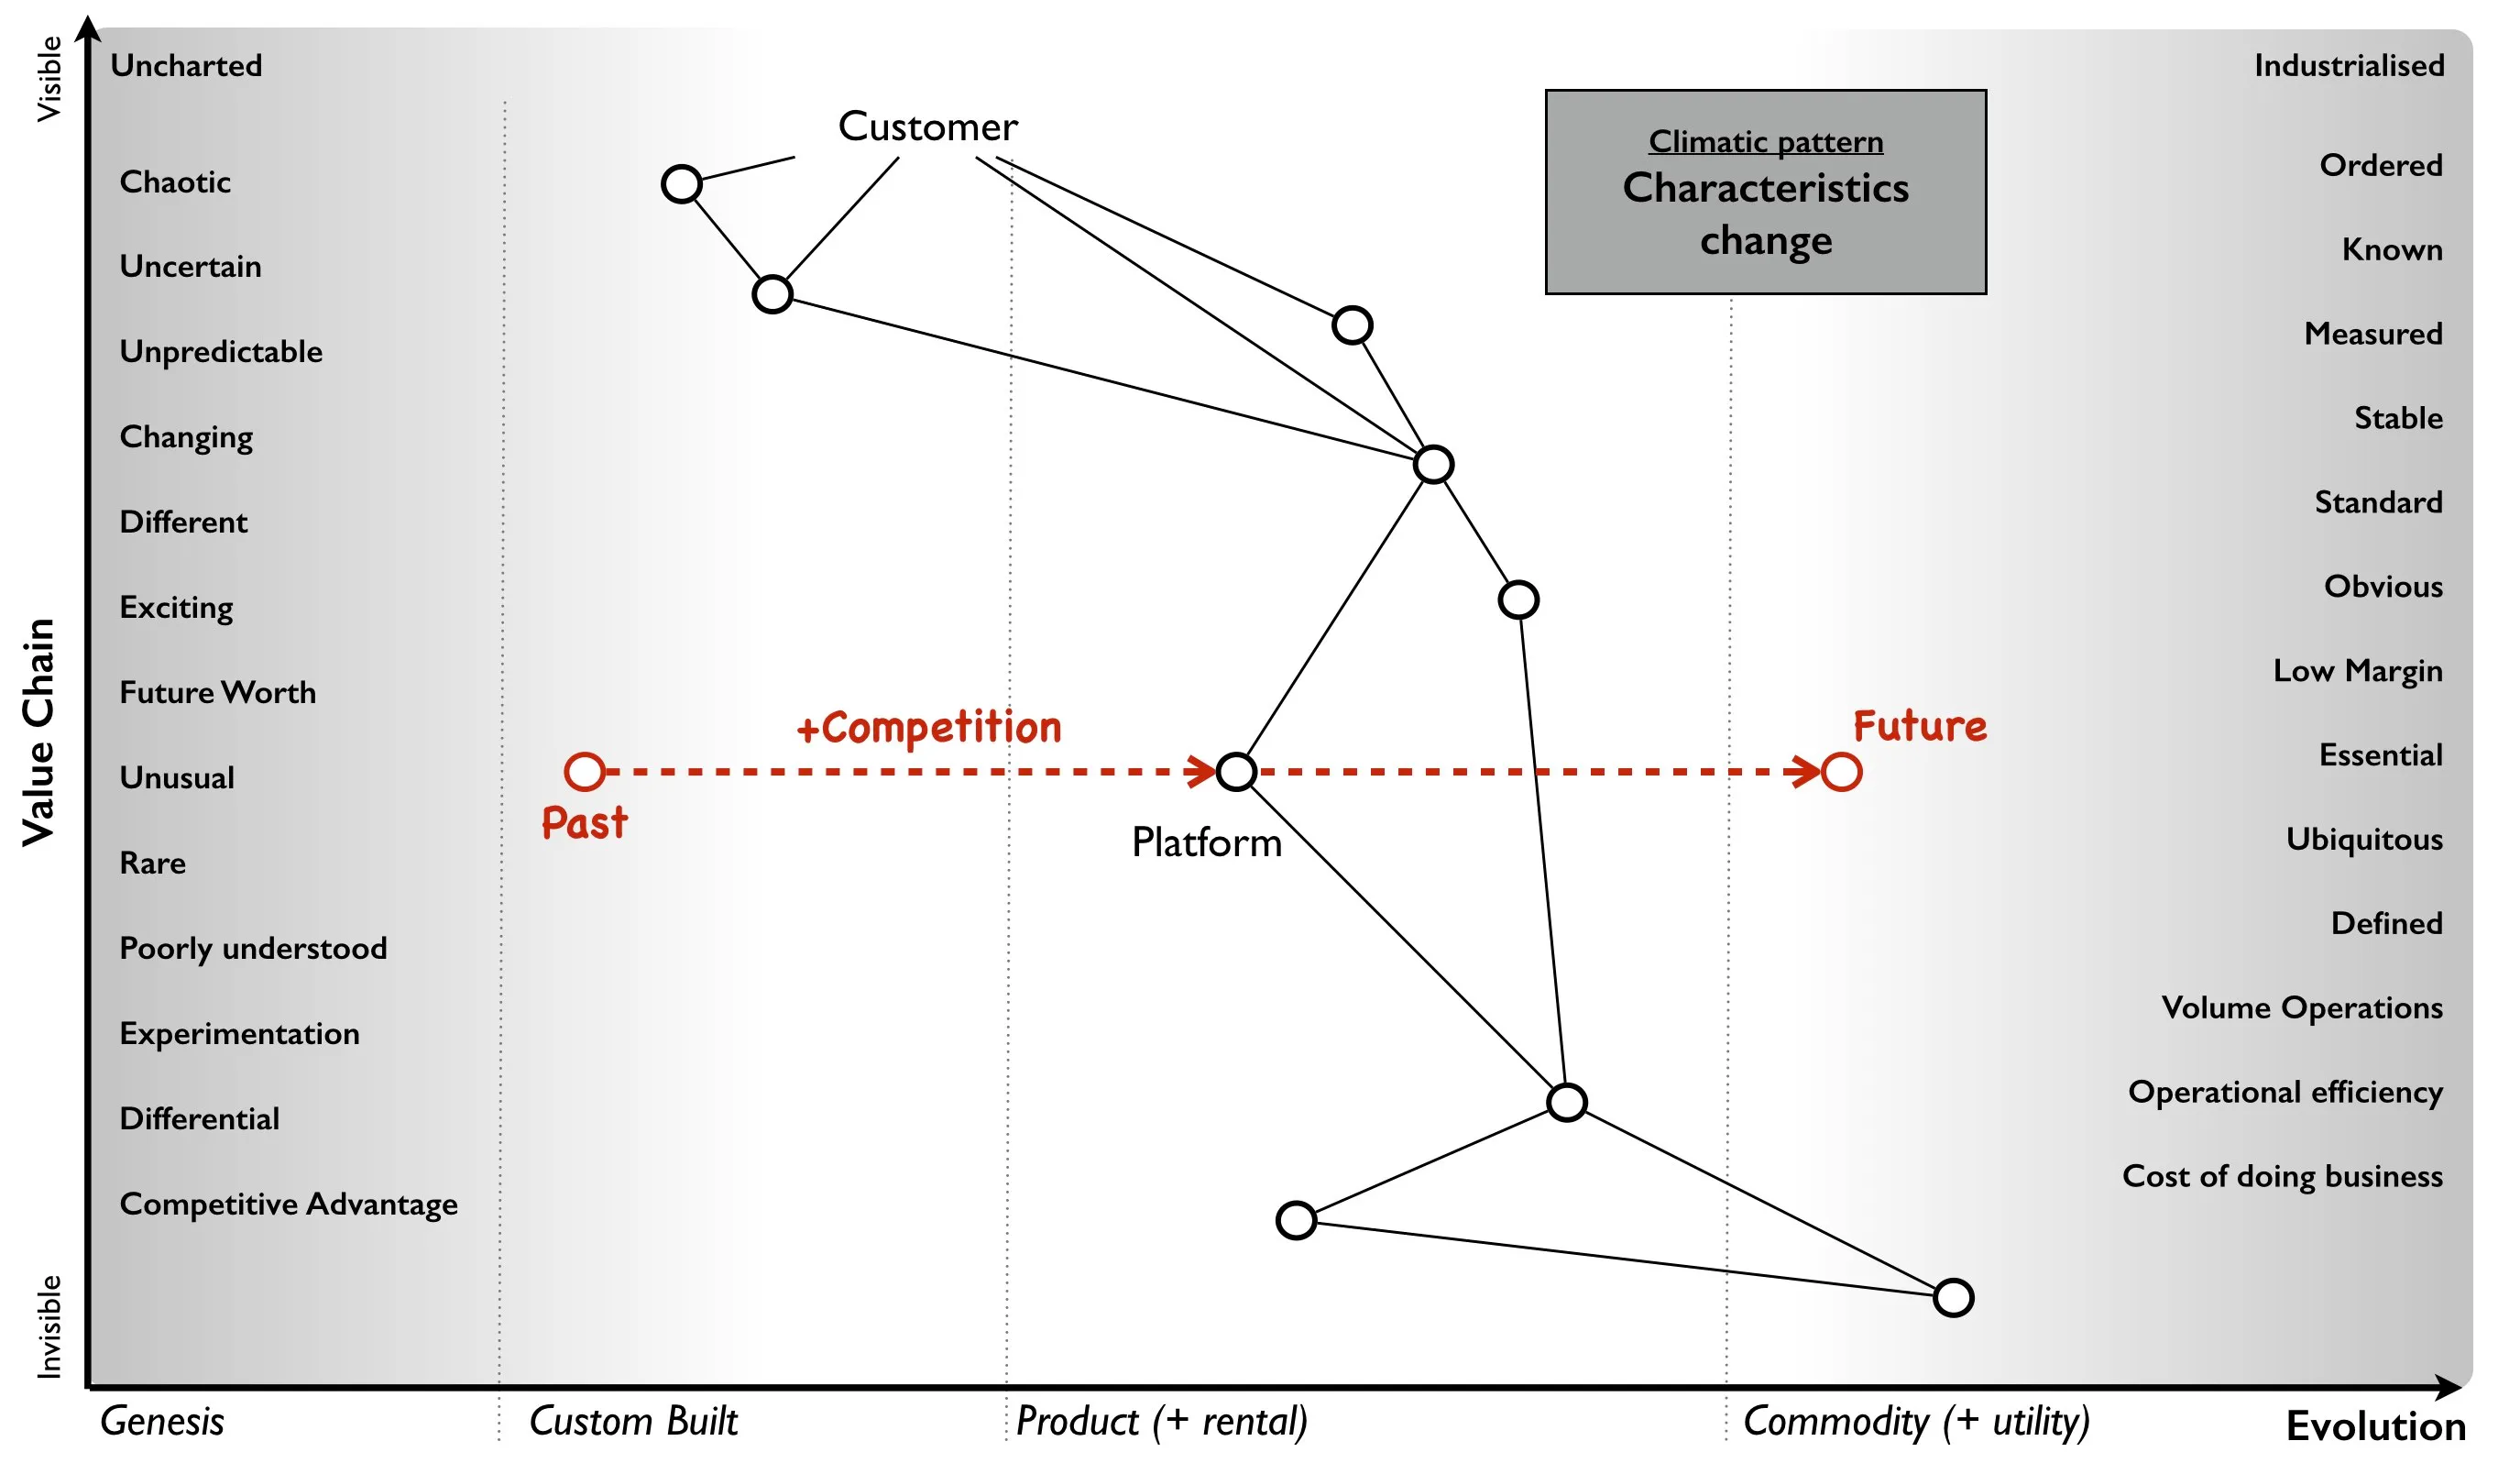 Visible
Uncharted
Chaotic
Uncertain
Unpredictable
Changing
Different
Exciting
Future Worth
Unusual
Rare
Poorly understood
Experimentation
Differential
Competitive Advantage
Value Chain
Invisible
Customer
Climatic pattern
Characteristics
change
+Competition
Past
Platform
Future
Industrialised
Ordered
Known
Measured
Stable
Standard
Obvious
Low Margin
Essential
Ubiquitous
Defined
Volume Operations
Operational efficiency
Cost of doing business
Genesis
Custom Built
Product (+ rental)
Commodity (+ utility)
Evolution